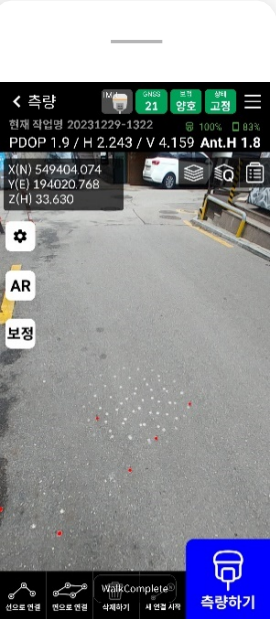 측량
GNSS
21
보정
양호
상태
고정
현재 작업명 20231229-1322
100%
83%
PDOP 1.9 / H 2.243 / V 4.159 Ant.H 1.8
X(N) 549404.074
Y(E) 194020.768
Z(H) 33.630
AR
보정
WalkComplete
선으로 연결
면으로 연결
삭제하기
새 연결 시작
측량하기